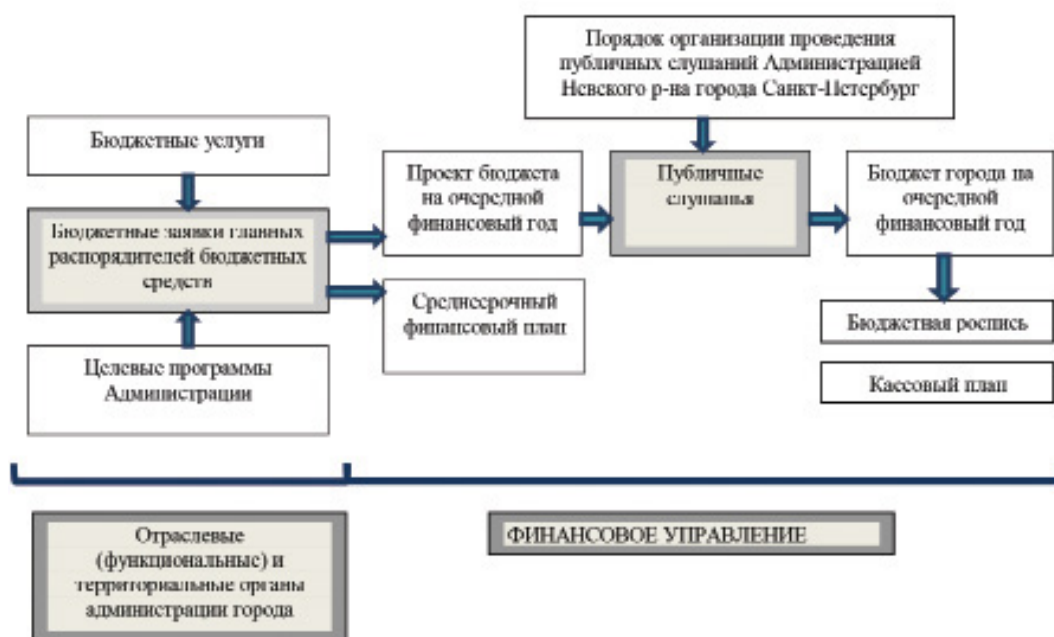 Порядок организации проведения
публичных слушаний Администрацией
Невского р-на города Санкт-Петербург
Бюджетные услуги
Проект бюджета
на очередной
финансовый год
Публичные
слушанья
Бюджет города на
очередной
финансовый год
Бюджетные заявки главных
распорядителей бюджетных
средств
Среднесрочный
финансовый план
Бюджетная роспись
Целевые программы
Администрации
Кассовый план
Отраслевые
(функциональные) и
территориальные органы
администрации города
ФИНАНСОВОЕ УПРАВЛЕНИЕ